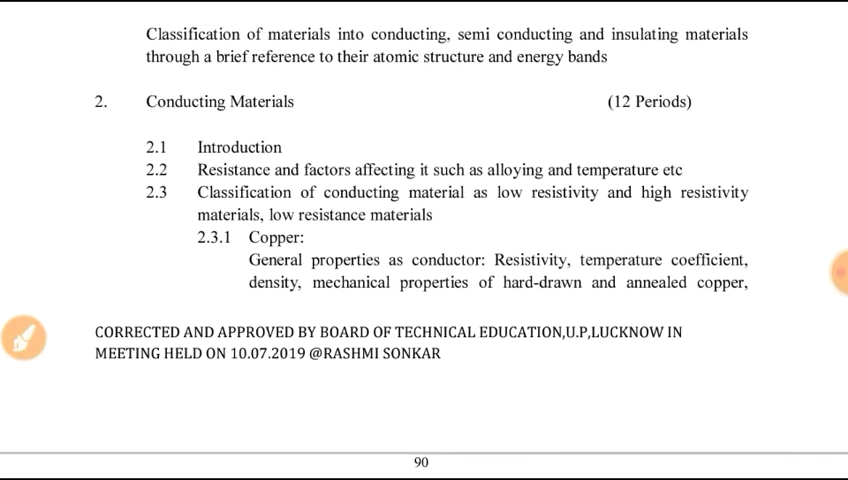 Classification of materials into conducting, semi conducting and insulating materials
through a brief reference to their atomic structure and energy bands
2. Conducting Materials (12 Periods)
2.1 Introduction
2.2 Resistance and factors affecting it such as alloying and temperature etc
2.3 Classification of conducting material as low resistivity and high resistivity
materials, low resistance materials
2.3.1 Copper:
General properties as conductor: Resistivity, temperature coefficient,
density, mechanical properties of hard-drawn and annealed copper,
CORRECTED AND APPROVED BY BOARD OF TECHNICAL EDUCATION,U.P,LUCKNOW IN
MEETING HELD ON 10.07.2019 @RASHMI SONKAR
90